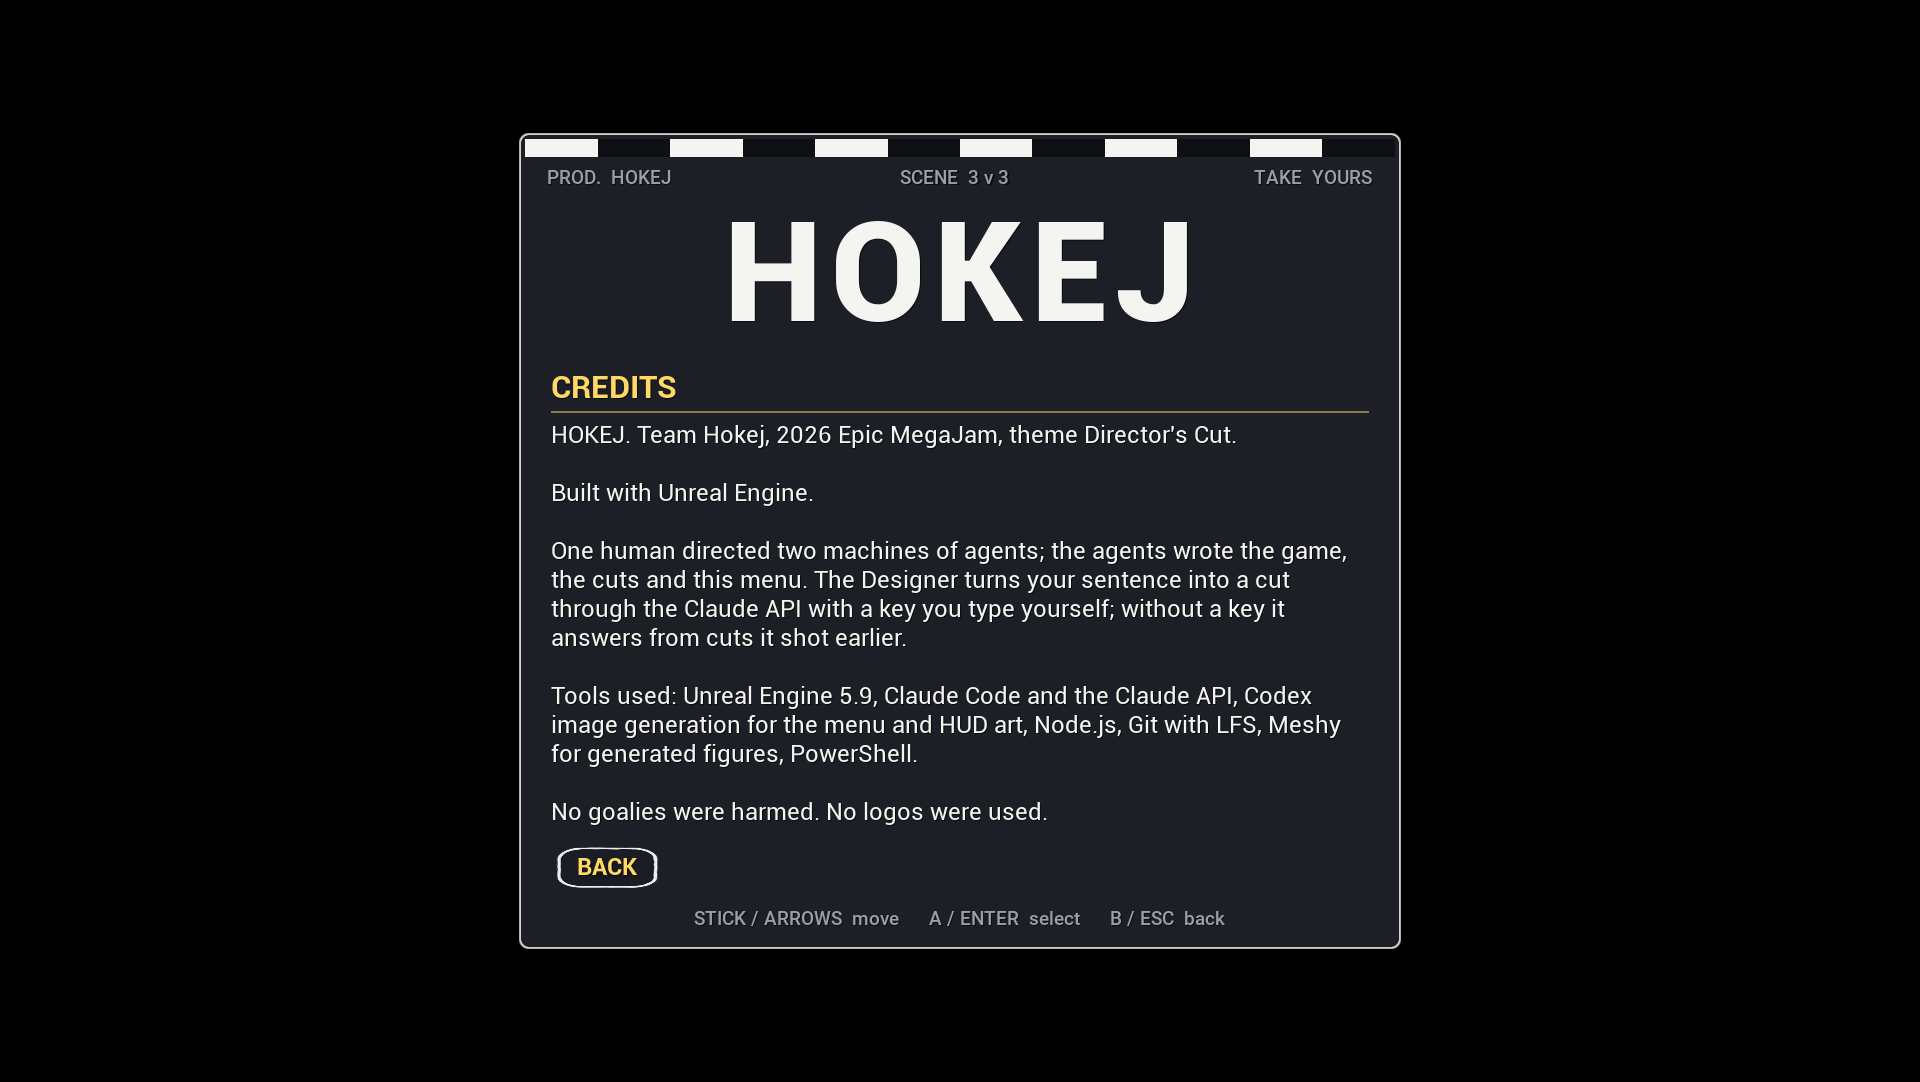 PROD. HOKEJ
SCENE 3 v 3
TAKE YOURS
HOKEJ
CREDITS
HOKEJ. Team Hokej, 2026 Epic MegaJam, theme Director's Cut.
Built with Unreal Engine.
One human directed two machines of agents; the agents wrote the game,
the cuts and this menu. The Designer turns your sentence into a cut
through the Claude API with a key you type yourself; without a key it
answers from cuts it shot earlier.
Tools used: Unreal Engine 5.9, Claude Code and the Claude API, Codex
image generation for the menu and HUD art, Node.js, Git with LFS, Meshy
for generated figures, PowerShell.
No goalies were harmed. No logos were used.
BACK
STICK / ARROWS move A / ENTER select B / ESC back